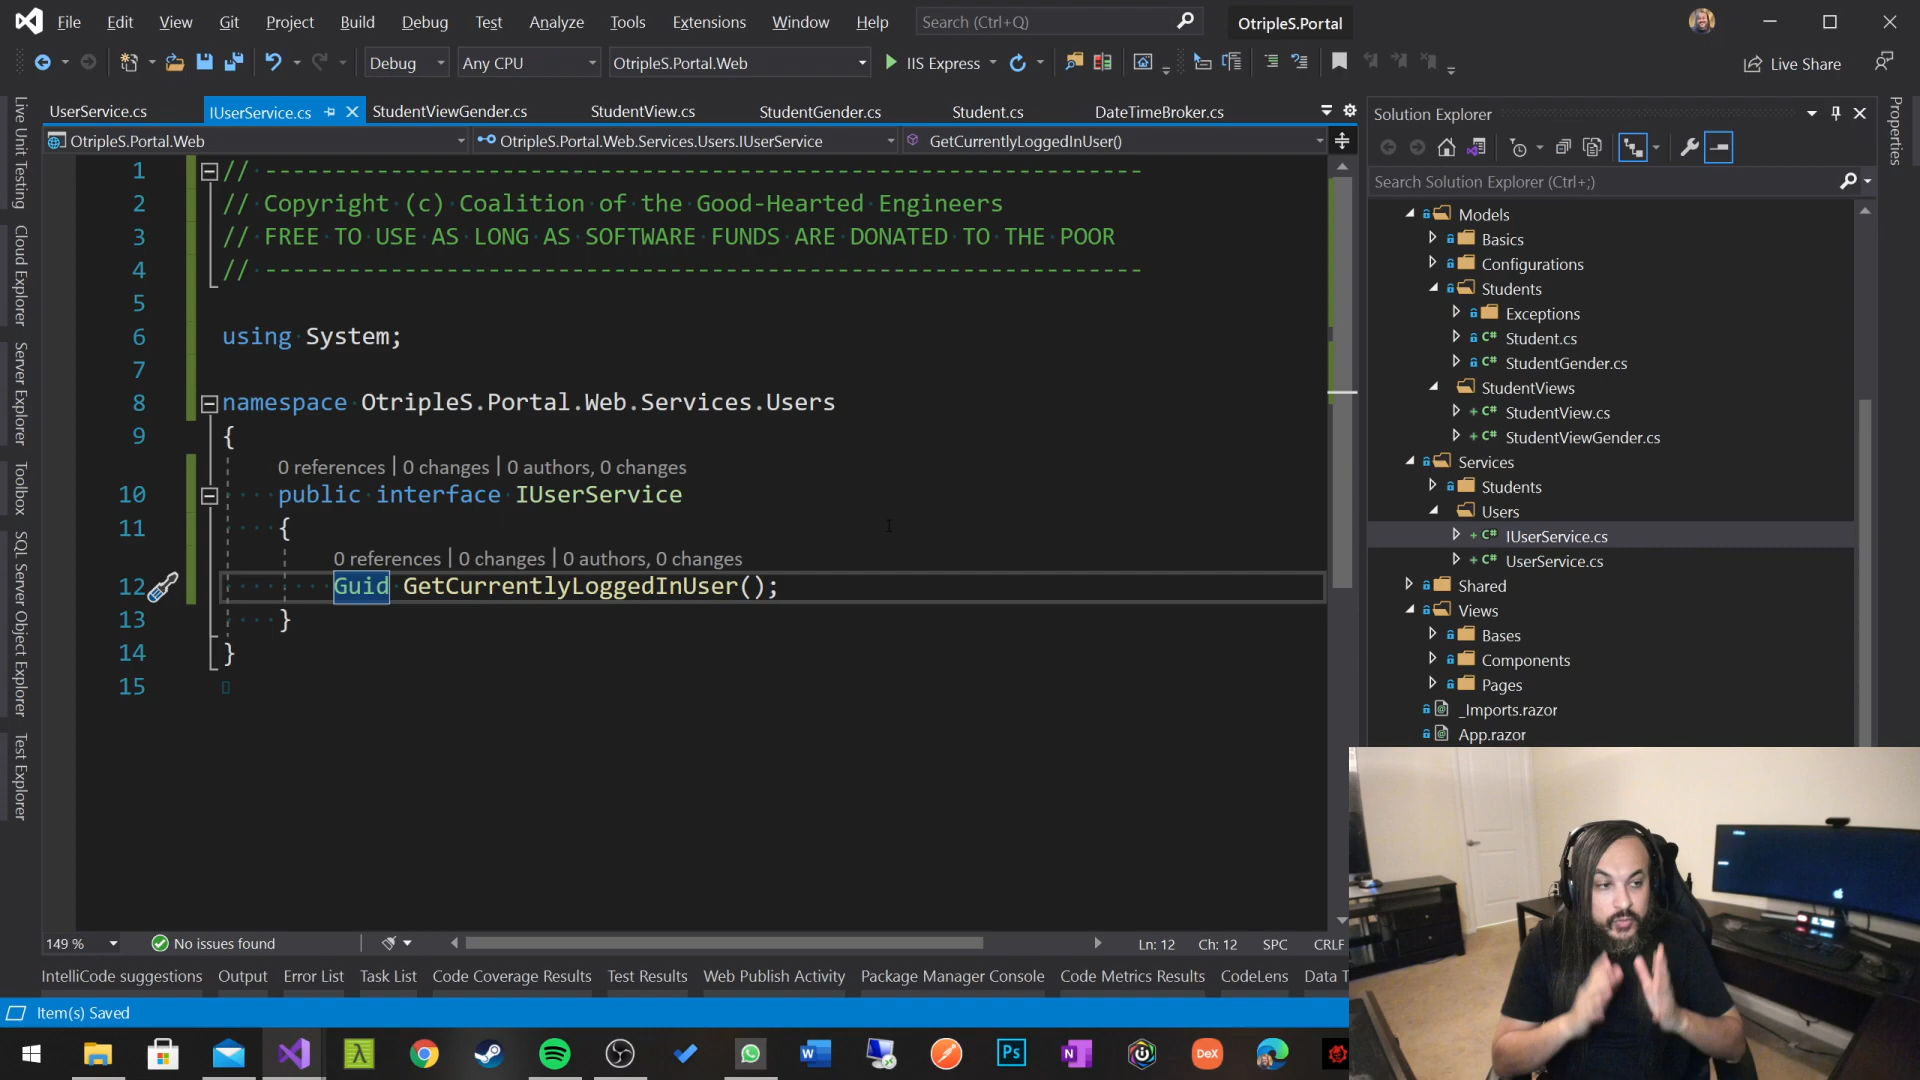 File Edit View Git Project Build Debug Test Analyze Tools Extensions Window Help Search (Ctrl+Q) OtripleS.Portal
Debug Any CPU OtripleS.Portal.Web IIS Express Live Share
UserService.cs IUserService.cs StudentViewGender.cs StudentView.cs StudentGender.cs Student.cs DateTimeBroker.cs
OtripleS.Portal.Web OtripleS.Portal.Web.Services.Users.IUserService GetCurrentlyLoggedInUser()
1 // ---------------------------------------------------------------
2 // Copyright (c) Coalition of the Good-Hearted Engineers
3 // FREE TO USE AS LONG AS SOFTWARE FUNDS ARE DONATED TO THE POOR
4 // ---------------------------------------------------------------
5
6 using System;
7
8 namespace OtripleS.Portal.Web.Services.Users
9 {
0 references | 0 changes | 0 authors, 0 changes
10 public interface IUserService
11 {
0 references | 0 changes | 0 authors, 0 changes
12 Guid GetCurrentlyLoggedInUser();
13 }
14 }
15
149 % No issues found Ln: 12 Ch: 12 SPC CRLF
IntelliCode suggestions Output Error List Task List Code Coverage Results Test Results Web Publish Activity Package Manager Console Code Metrics Results CodeLens Data T
Item(s) Saved
Live Unit Testing
Cloud Explorer
Server Explorer
Toolbox
SQL Server Object Explorer
Test Explorer
Solution Explorer
Search Solution Explorer (Ctrl+;)
Models
Basics
Configurations
Students
Exceptions
Student.cs
StudentGender.cs
StudentViews
StudentView.cs
StudentViewGender.cs
Services
Students
Users
IUserService.cs
UserService.cs
Shared
Views
Bases
Components
Pages
_Imports.razor
App.razor
Properties
Ps
DeX